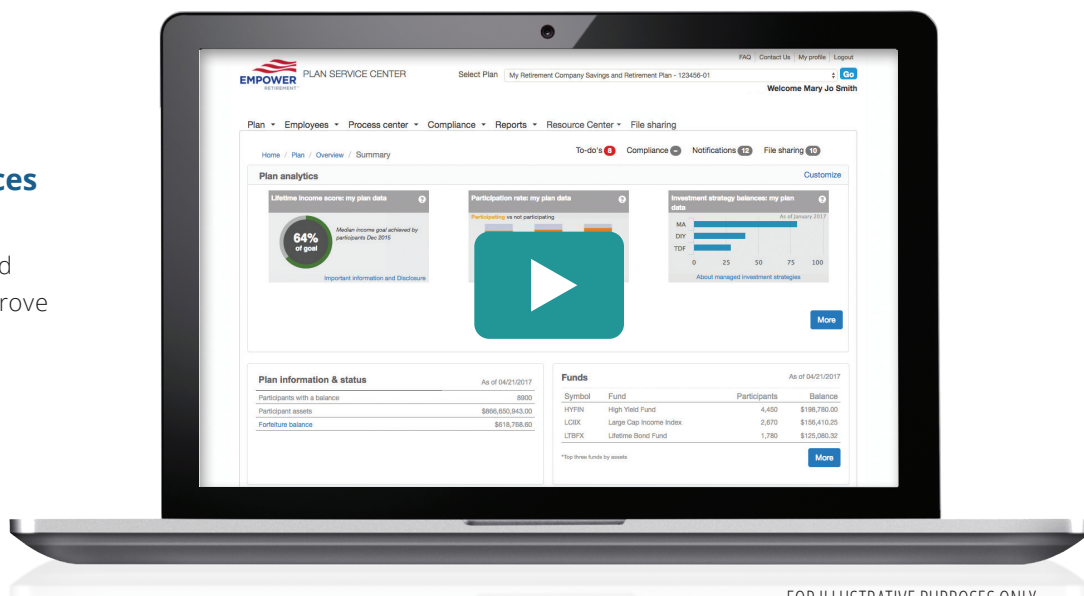 ces
d
rove
FAQ Contact Us My profile Logout
EMPOWER
RETIREMENT
PLAN SERVICE CENTER
Select Plan My Retirement Company Savings and Retirement Plan - 123456-01 Go
Welcome Mary Jo Smith
Plan Employees Process center Compliance Reports Resource Center File sharing
Home / Plan / Overview / Summary
To-do's 8 Compliance – Notifications 12 File sharing 10
Plan analytics
Customize
Lifetime income score: my plan data ?
64%
of goal
Median income goal achieved by
participants Dec 2015
Important information and Disclosure
Participation rate: my plan data ?
Participating vs not participating
Investment strategy balances: my plan
data ?
As of January 2017
MA
DIY
TDF
0 25 50 75 100
About managed investment strategies
More
Plan information & status As of 04/21/2017
Participants with a balance 8900
Participant assets $866,650,943.00
Forfeiture balance $618,768.60
Funds As of 04/21/2017
Symbol Fund Participants Balance
HYFIN High Yield Fund 4,450 $198,780.00
LCIIX Large Cap Income Index 2,670 $156,410.25
LTBFX Lifetime Bond Fund 1,780 $125,080.32
*Top three funds by assets
More
FOR ILLUSTRATIVE PURPOSES ONLY